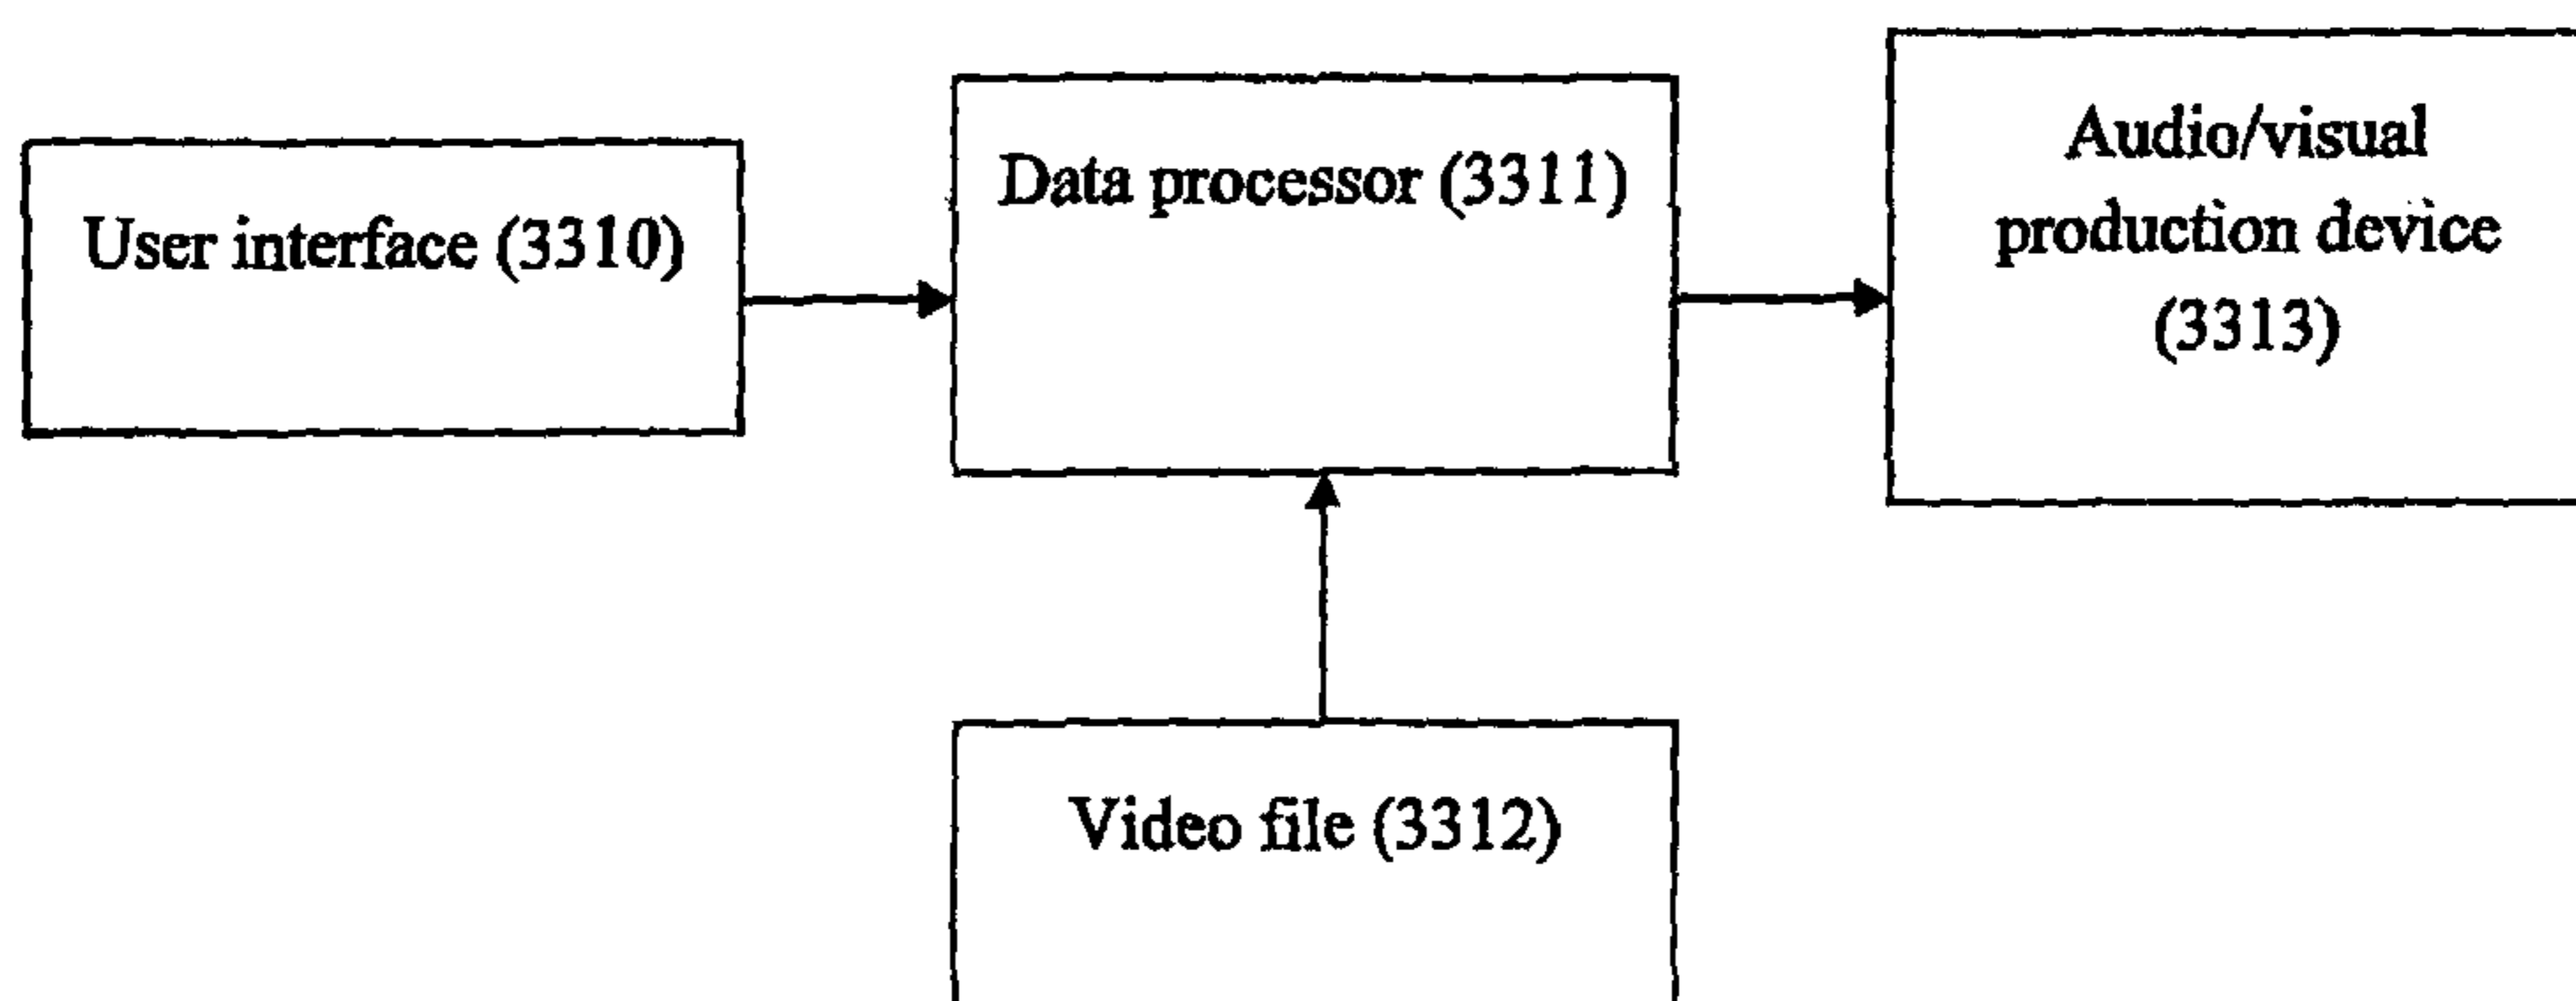 User interface (3310)
Data processor (3311)
Audio/visual
production device
(3313)
Video file (3312)